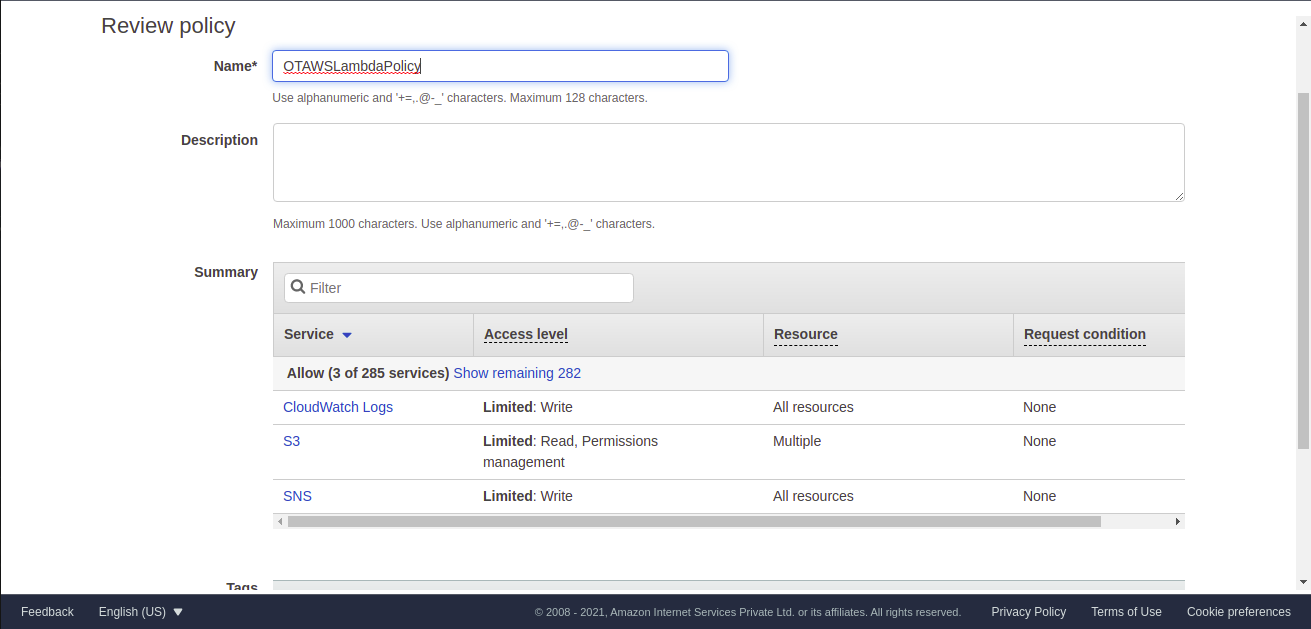 Review policy
Name* OTAWSLambdaPolicy
Use alphanumeric and '+=,.@-_' characters. Maximum 128 characters.
Description
Maximum 1000 characters. Use alphanumeric and '+=,.@-_' characters.
Summary Filter
Service Access level Resource Request condition
Allow (3 of 285 services) Show remaining 282
CloudWatch Logs Limited: Write All resources None
S3 Limited: Read, Permissions management Multiple None
SNS Limited: Write All resources None
Tags
Feedback English (US) © 2008 - 2021, Amazon Internet Services Private Ltd. or its affiliates. All rights reserved. Privacy Policy Terms of Use Cookie preferences